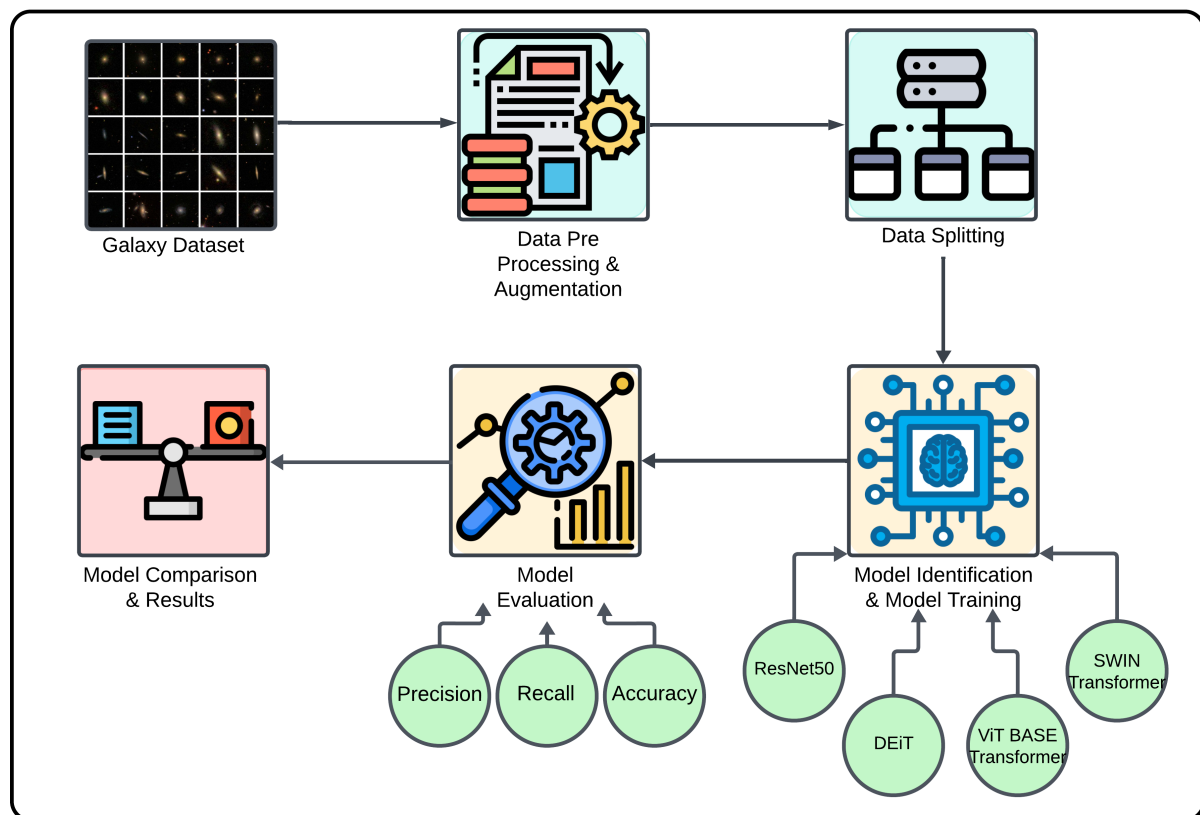 Galaxy Dataset
Data Pre
Processing &
Augmentation
Data Splitting
Model Comparison
& Results
Model
Evaluation
Model Identification
& Model Training
Precision
Recall
Accuracy
ResNet50
DEiT
ViT BASE
Transformer
SWIN
Transformer